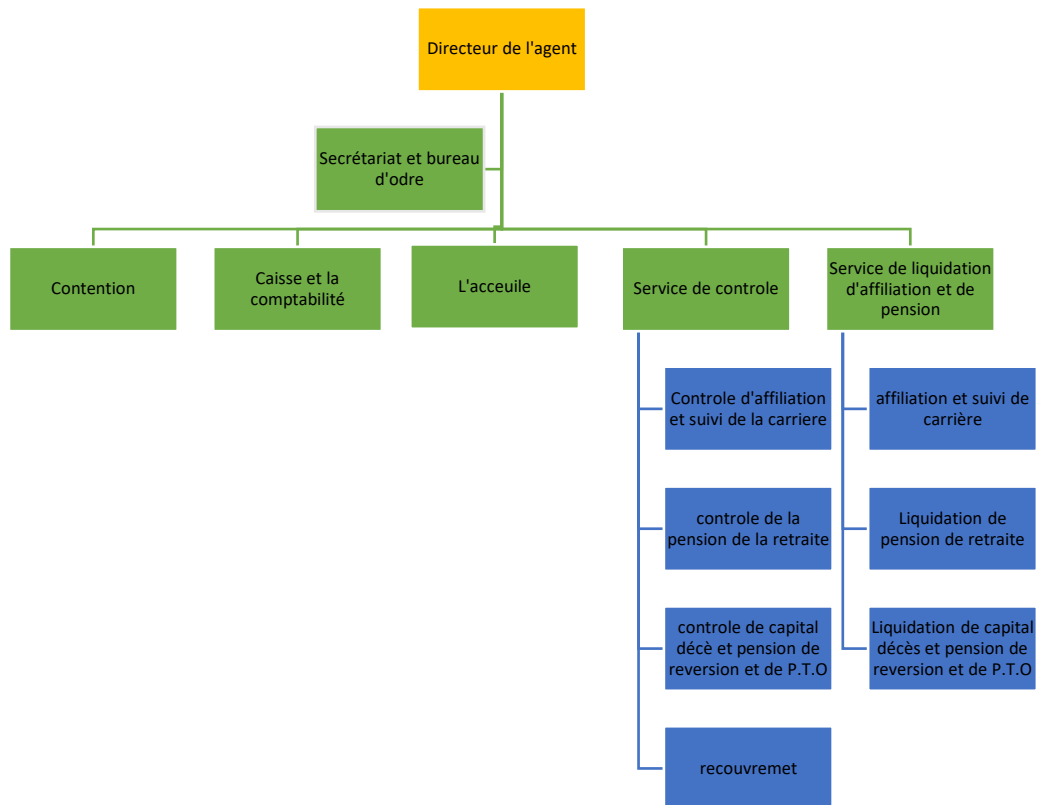 Directeur de l'agent
Secrétariat et bureau
d'odre
Contention
Caisse et la
comptabilité
L'acceuile
Service de controle
Service de liquidation
d'affiliation et de
pension
Controle d'affiliation
et suivi de la carriere
affiliation et suivi de
carrière
controle de la
pension de la retraite
Liquidation de
pension de retraite
controle de capital
décè et pension de
reversion et de P.T.O
Liquidation de capital
décès et pension de
reversion et de P.T.O
recouvremet